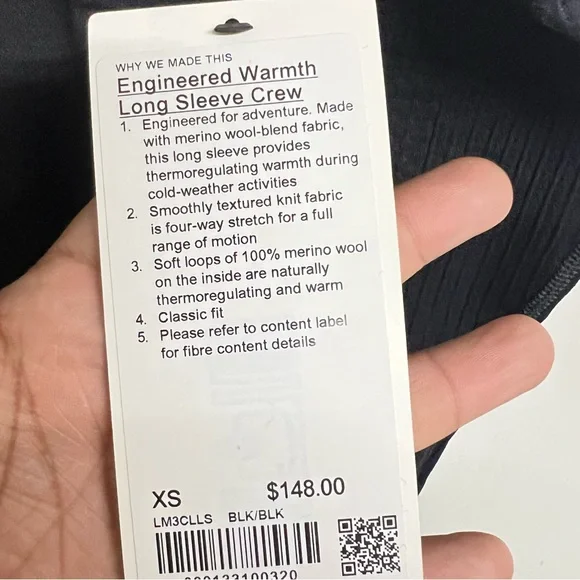 WHY WE MADE THIS
Engineered Warmth
Long Sleeve Crew
1. Engineered for adventure. Made
with merino wool-blend fabric,
this long sleeve provides
thermoregulating warmth during
cold-weather activities
2. Smoothly textured knit fabric
is four-way stretch for a full
range of motion
3. Soft loops of 100% merino wool
on the inside are naturally
thermoregulating and warm
4. Classic fit
5. Please refer to content label
for fibre content details
XS $148.00
LM3CLLS BLK/BLK